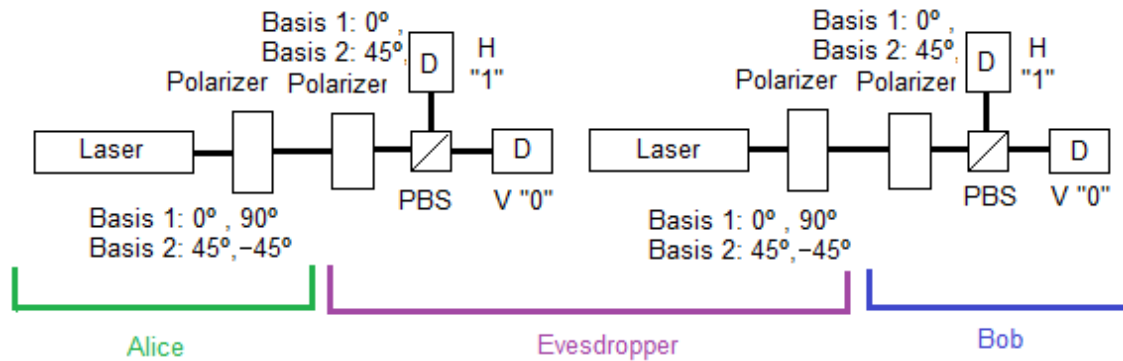 Basis 1: 0º ,
Basis 2: 45º,
D
H
"1"
Polarizer
Polarizer
Laser
D
PBS
V "0"
Basis 1: 0º , 90º
Basis 2: 45º,−45º
Basis 1: 0º ,
Basis 2: 45º,
D
H
"1"
Polarizer
Polarizer
Laser
D
PBS
V "0"
Basis 1: 0º , 90º
Basis 2: 45º,−45º
Alice
Evesdropper
Bob